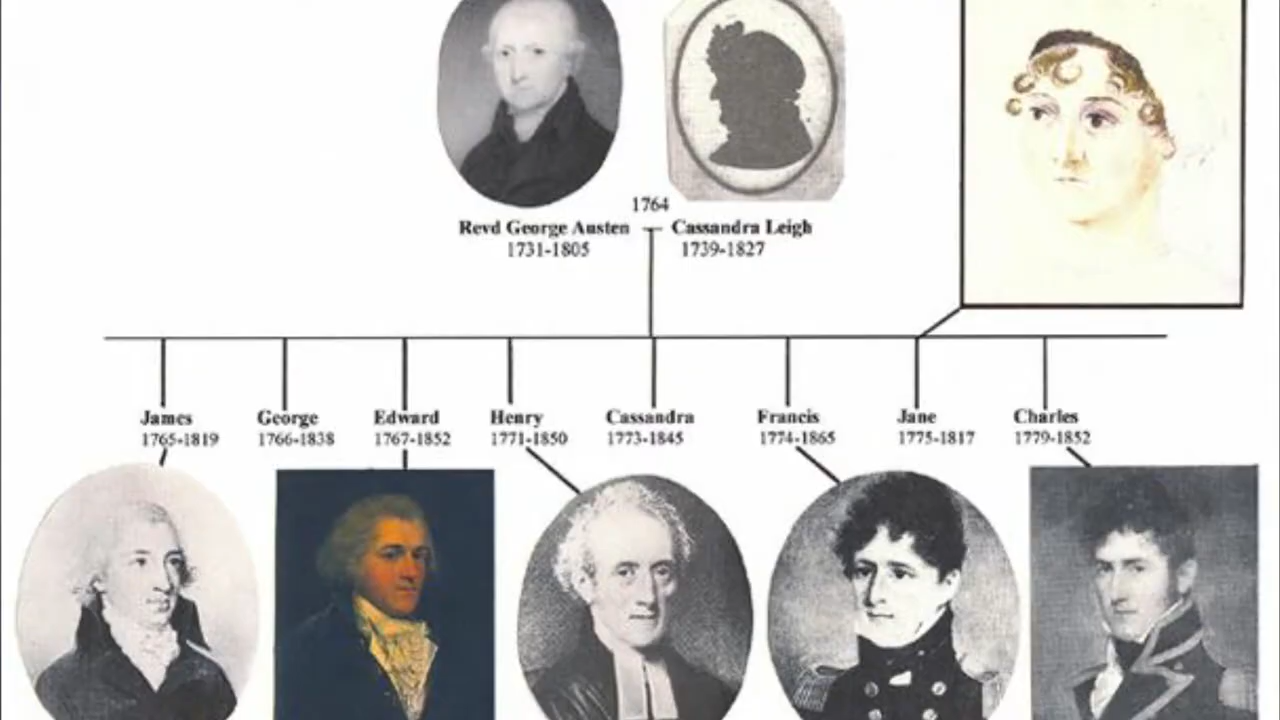 1764
Revd George Austen Cassandra Leigh
1731-1805 1739-1827
James George Edward Henry Cassandra Francis Jane Charles
1765-1819 1766-1838 1767-1852 1771-1850 1773-1845 1774-1865 1775-1817 1779-1852